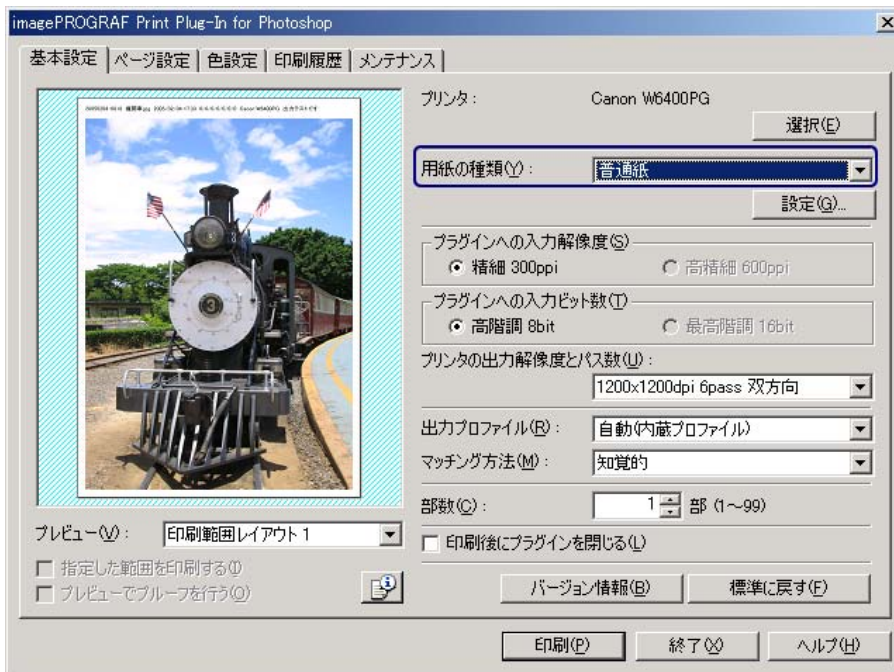 imagePROGRAF Print Plug-In for Photoshop
基本設定 ページ設定 色設定 印刷履歴 メンテナンス
プリンタ： Canon W6400PG
選択(E)
用紙の種類(Y)： 普通紙
設定(G)...
プラグインへの入力解像度(S)
精細 300ppi 高精細 600ppi
プラグインへの入力ビット数(T)
高階調 8bit 最高階調 16bit
プリンタの出力解像度とパス数(U)：
1200x1200dpi 6pass 双方向
出力プロファイル(R)： 自動(内蔵プロファイル)
マッチング方法(M)： 知覚的
部数(C)： 1 部 (1～99)
印刷後にプラグインを閉じる(L)
プレビュー(V)： 印刷範囲レイアウト 1
指定した範囲を印刷する(I)
プレビューでプルーフを行う(O)
バージョン情報(B) 標準に戻す(F)
印刷(P) 終了(X) ヘルプ(H)
3
Canon W6400PG